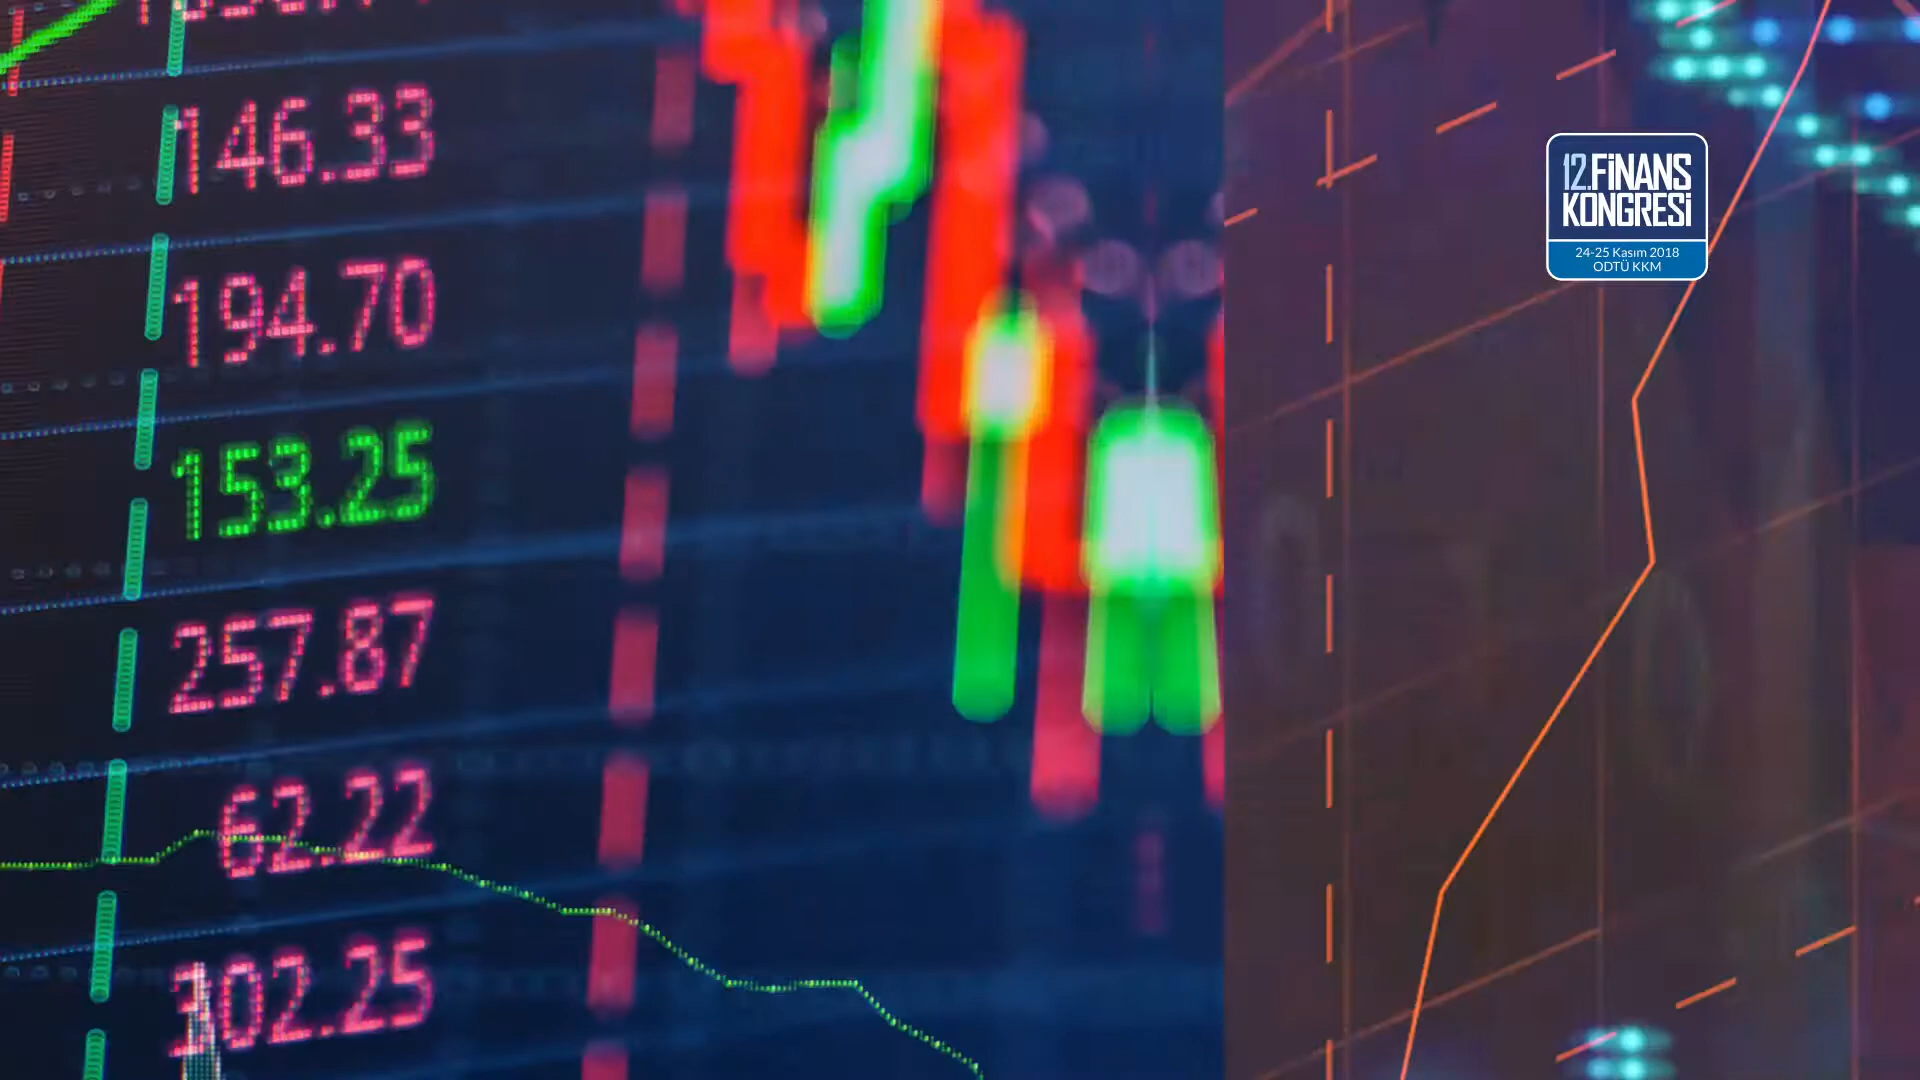 146.33
194.70
153.25
257.87
62.22
302.25
12.FİNANS
KONGRESİ
24-25 Kasım 2018
ODTÜ KKM